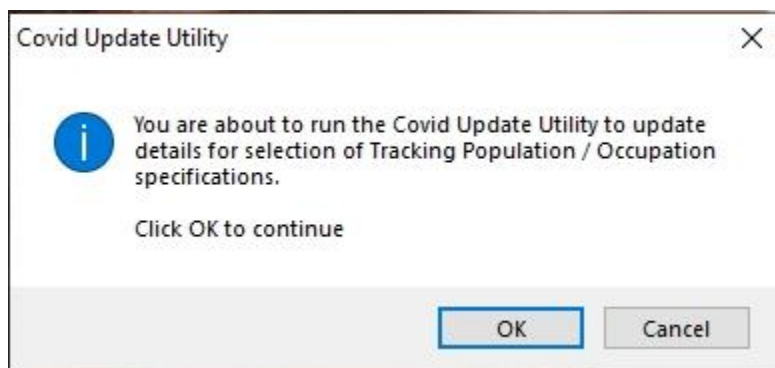 Covid Update Utility
You are about to run the Covid Update Utility to update
details for selection of Tracking Population / Occupation
specifications.
Click OK to continue
OK
Cancel